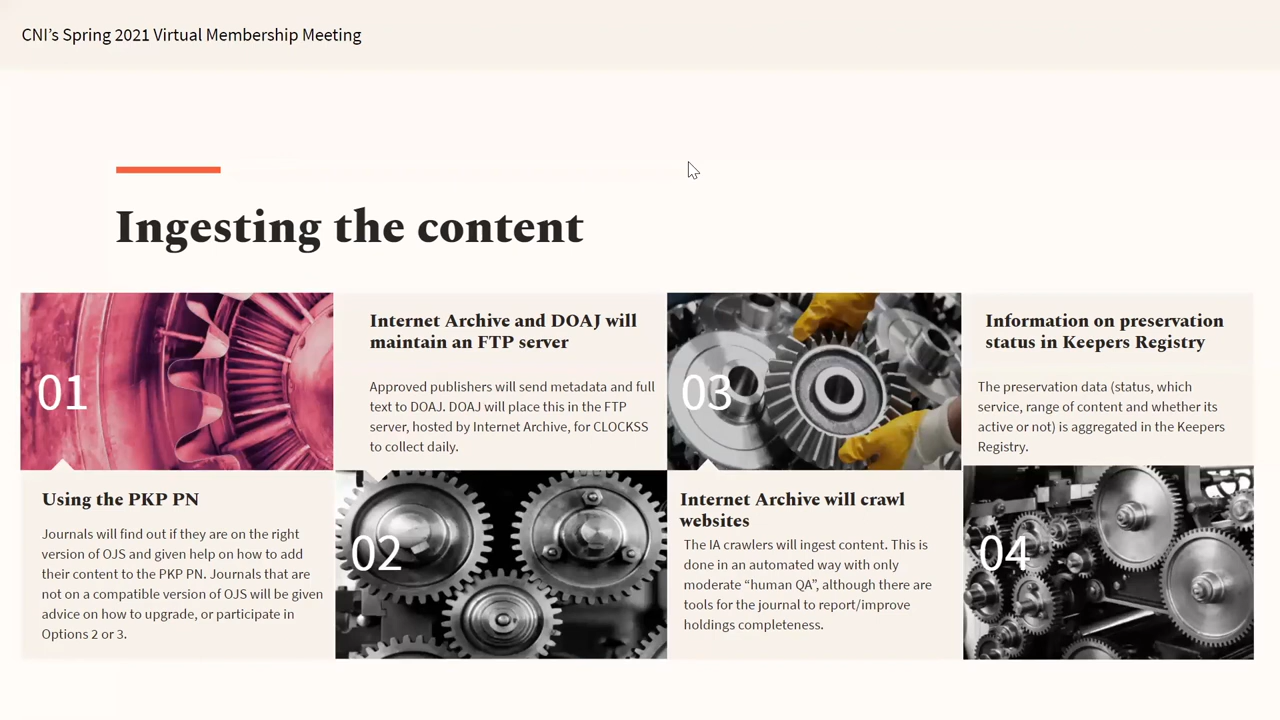 CNI's Spring 2021 Virtual Membership Meeting
Ingesting the content
01
Using the PKP PN
Journals will find out if they are on the right
version of OJS and given help on how to add
their content to the PKP PN. Journals that are
not on a compatible version of OJS will be given
advice on how to upgrade, or participate in
Options 2 or 3.
Internet Archive and DOAJ will
maintain an FTP server
Approved publishers will send metadata and full
text to DOAJ. DOAJ will place this in the FTP
server, hosted by Internet Archive, for CLOCKSS
to collect daily.
02
03
Internet Archive will crawl
websites
The IA crawlers will ingest content. This is
done in an automated way with only
moderate “human QA”, although there are
tools for the journal to report/improve
holdings completeness.
Information on preservation
status in Keepers Registry
The preservation data (status, which
service, range of content and whether its
active or not) is aggregated in the Keepers
Registry.
04